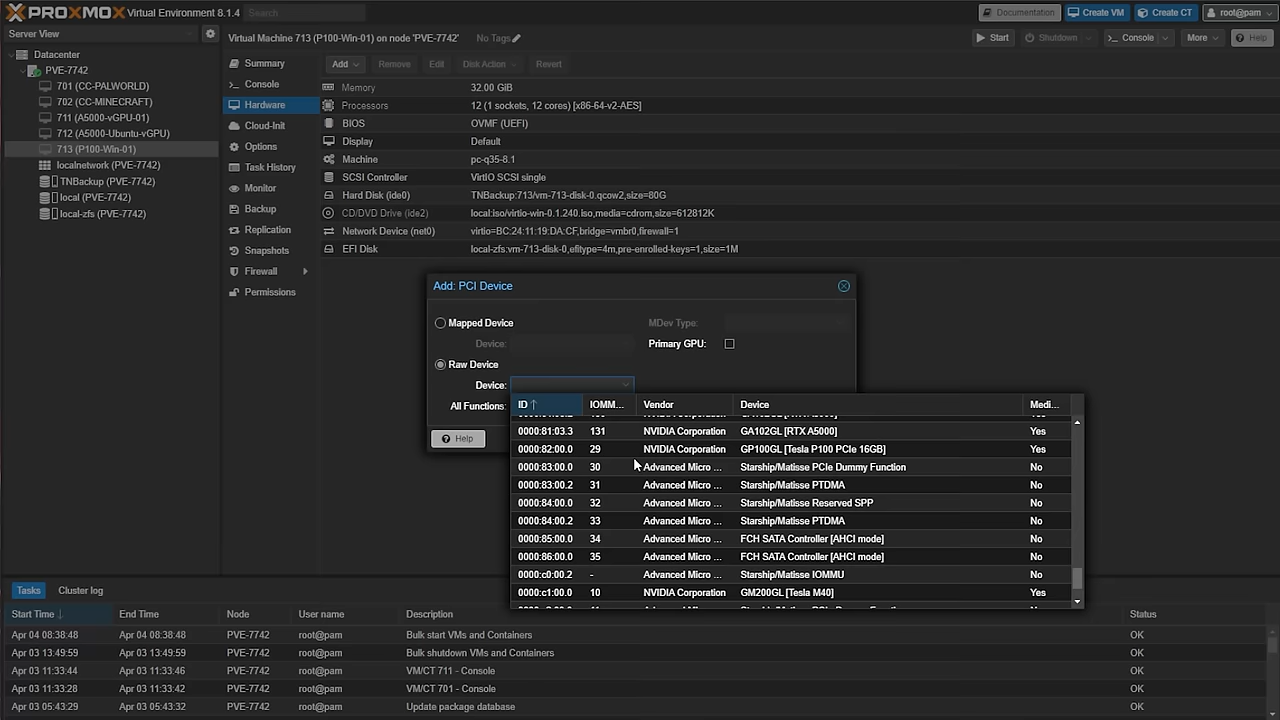 PROXMOX Virtual Environment 8.1.4 Search Documentation Create VM Create CT root@pam
Server View Virtual Machine 713 (P100-Win-01) on node 'PVE-7742' No Tags Start Shutdown Console More Help
Datacenter
PVE-7742
701 (CC-PALWORLD)
702 (CC-MINECRAFT)
711 (A5000-vGPU-01)
712 (A5000-Ubuntu-vGPU)
713 (P100-Win-01)
localnetwork (PVE-7742)
TNBackup (PVE-7742)
local (PVE-7742)
local-zfs (PVE-7742)
Summary
Console
Hardware
Cloud-Init
Options
Task History
Monitor
Backup
Replication
Snapshots
Firewall
Permissions
Add Remove Edit Disk Action Revert
Memory 32.00 GiB
Processors 12 (1 sockets, 12 cores) [x86-64-v2-AES]
BIOS OVMF (UEFI)
Display Default
Machine pc-q35-8.1
SCSI Controller VirtIO SCSI single
Hard Disk (ide0) TNBackup:713/vm-713-disk-0.qcow2,size=80G
CD/DVD Drive (ide2) local:iso/virtio-win-0.1.240.iso,media=cdrom,size=612812K
Network Device (net0) virtio=BC:24:11:19:DA:CF,bridge=vmbr0,firewall=1
EFI Disk local-zfs:vm-713-disk-0,efitype=4m,pre-enrolled-keys=1,size=1M
Add: PCI Device
Mapped Device MDev Type:
Device: Primary GPU:
Raw Device
Device:
All Functions:
Help
ID IOMM... Vendor Device Medi...
0000:81:03.3 131 NVIDIA Corporation GA102GL [RTX A5000] Yes
0000:82:00.0 29 NVIDIA Corporation GP100GL [Tesla P100 PCIe 16GB] Yes
0000:83:00.0 30 Advanced Micro ... Starship/Matisse PCIe Dummy Function No
0000:83:00.2 31 Advanced Micro ... Starship/Matisse PTDMA No
0000:84:00.0 32 Advanced Micro ... Starship/Matisse Reserved SPP No
0000:84:00.2 33 Advanced Micro ... Starship/Matisse PTDMA No
0000:85:00.0 34 Advanced Micro ... FCH SATA Controller [AHCI mode] No
0000:86:00.0 35 Advanced Micro ... FCH SATA Controller [AHCI mode] No
0000:c0:00.2 - Advanced Micro ... Starship/Matisse IOMMU No
0000:c1:00.0 10 NVIDIA Corporation GM200GL [Tesla M40] Yes
Tasks Cluster log
Start Time End Time Node User name Description Status
Apr 04 08:38:48 Apr 04 08:38:48 PVE-7742 root@pam Bulk start VMs and Containers OK
Apr 03 13:49:59 Apr 03 13:49:59 PVE-7742 root@pam Bulk shutdown VMs and Containers OK
Apr 03 11:33:44 Apr 03 11:33:46 PVE-7742 root@pam VM/CT 711 - Console OK
Apr 03 11:33:28 Apr 03 11:33:42 PVE-7742 root@pam VM/CT 701 - Console OK
Apr 03 05:43:29 Apr 03 05:43:32 PVE-7742 root@pam Update package database OK